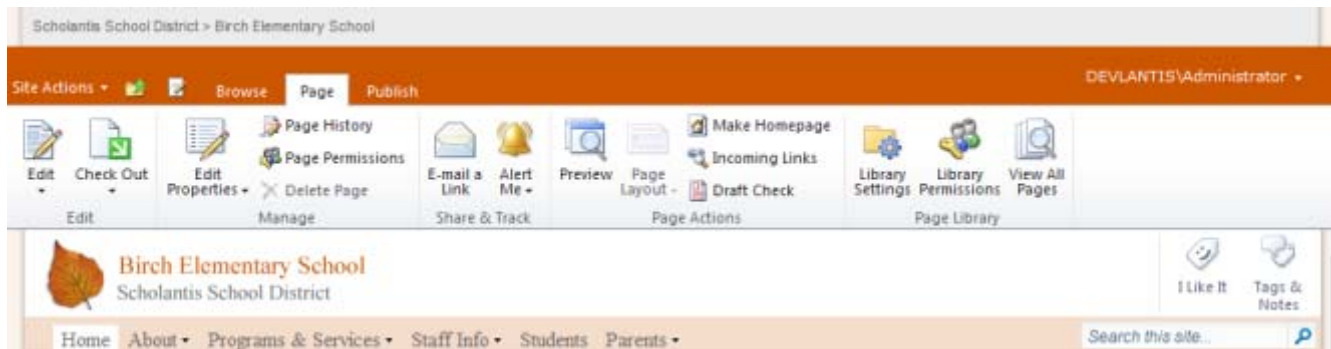 Scholantis School District > Birch Elementary School
Site Actions Browse Page Publish DEVLANTIS\Administrator
Edit Check Out Edit Properties Page History Page Permissions Delete Page E-mail a Link Alert Me Preview Page Layout Make Homepage Incoming Links Draft Check Library Settings Library Permissions View All Pages
Edit Manage Share & Track Page Actions Page Library
Birch Elementary School
Scholantis School District
I Like It Tags & Notes
Home About Programs & Services Staff Info Students Parents Search this site...